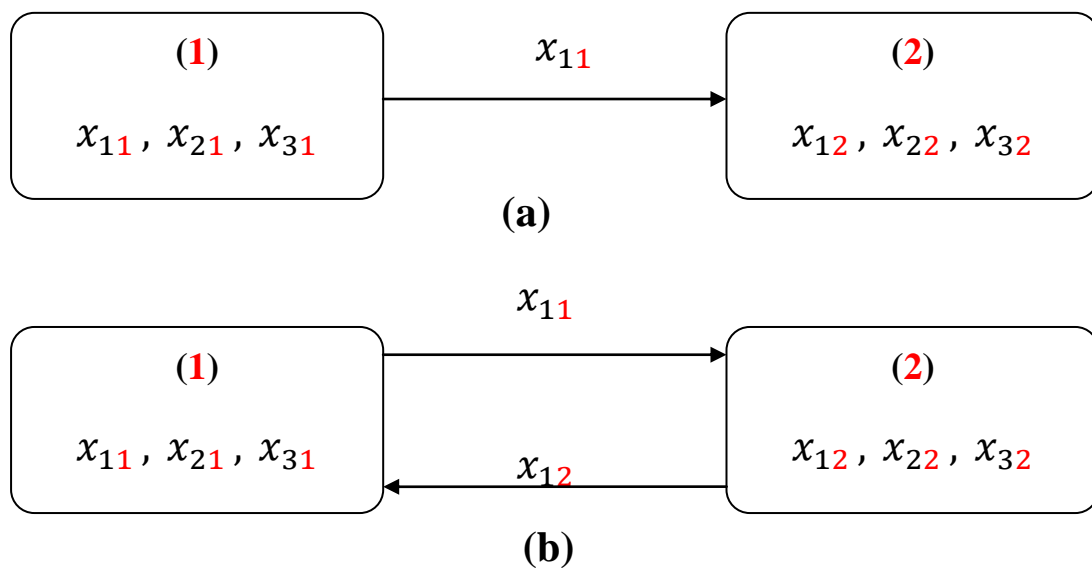 (1) x₁₁ (2)
x₁₁ , x₂₁ , x₃₁ x₁₂ , x₂₂ , x₃₂
(a)
x₁₁
(1) (2)
x₁₁ , x₂₁ , x₃₁ x₁₂ , x₂₂ , x₃₂
x₁₂
(b)